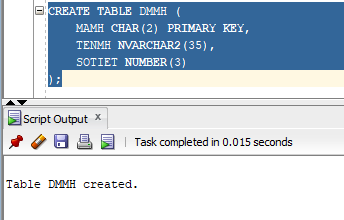 CREATE TABLE DMMH (
MAMH CHAR(2) PRIMARY KEY,
TENMH NVARCHAR2(35),
SOTIET NUMBER(3)
);
Script Output x
Task completed in 0.015 seconds
Table DMMH created.